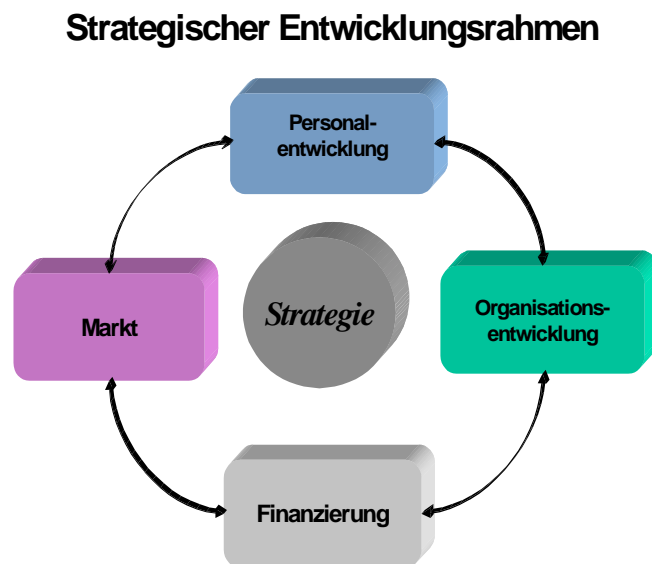 Strategischer Entwicklungsrahmen
Personal-
entwicklung
Markt
Strategie
Organisations-
entwicklung
Finanzierung